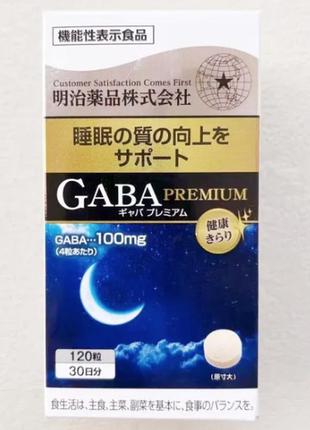 機能性表示食品
Customer Satisfaction Comes First
明治薬品株式会社
睡眠の質の向上を
サポート
GABA PREMIUM
ギャバ プレミアム
健康
きらり
GABA…100mg
(4粒あたり)
120粒
30日分
(原寸大)
食生活は、主食、主菜、副菜を基本に、食事のバランスを。